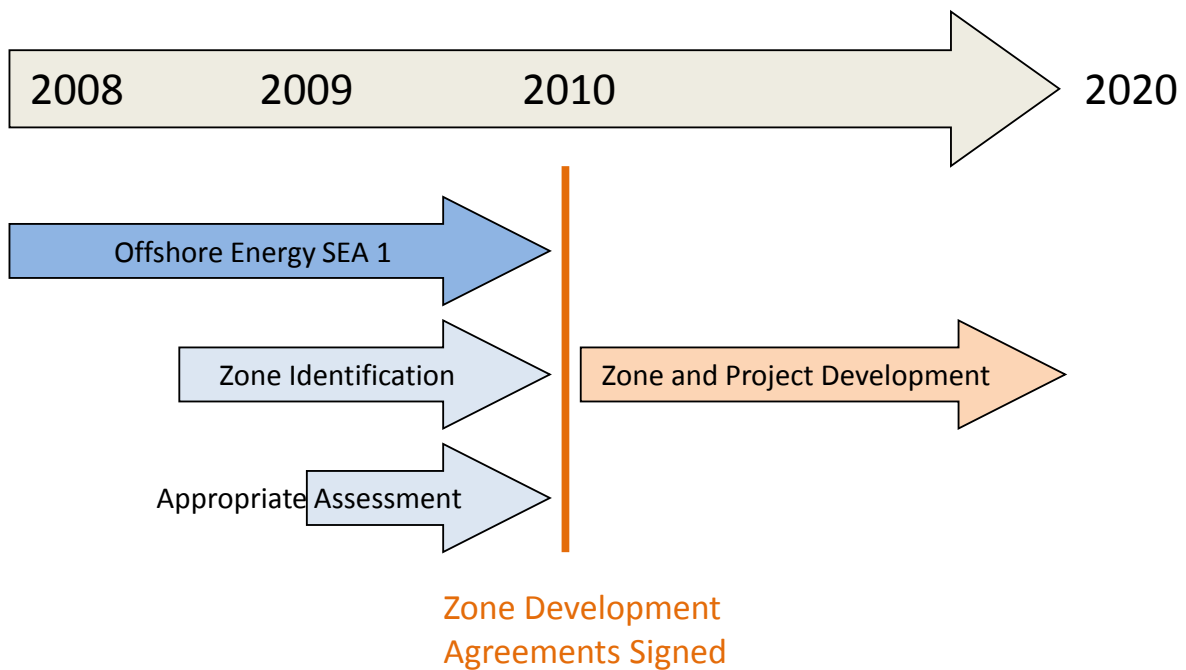 2008 2009 2010 2020
Offshore Energy SEA 1
Zone Identification
Zone and Project Development
Appropriate Assessment
Zone Development
Agreements Signed